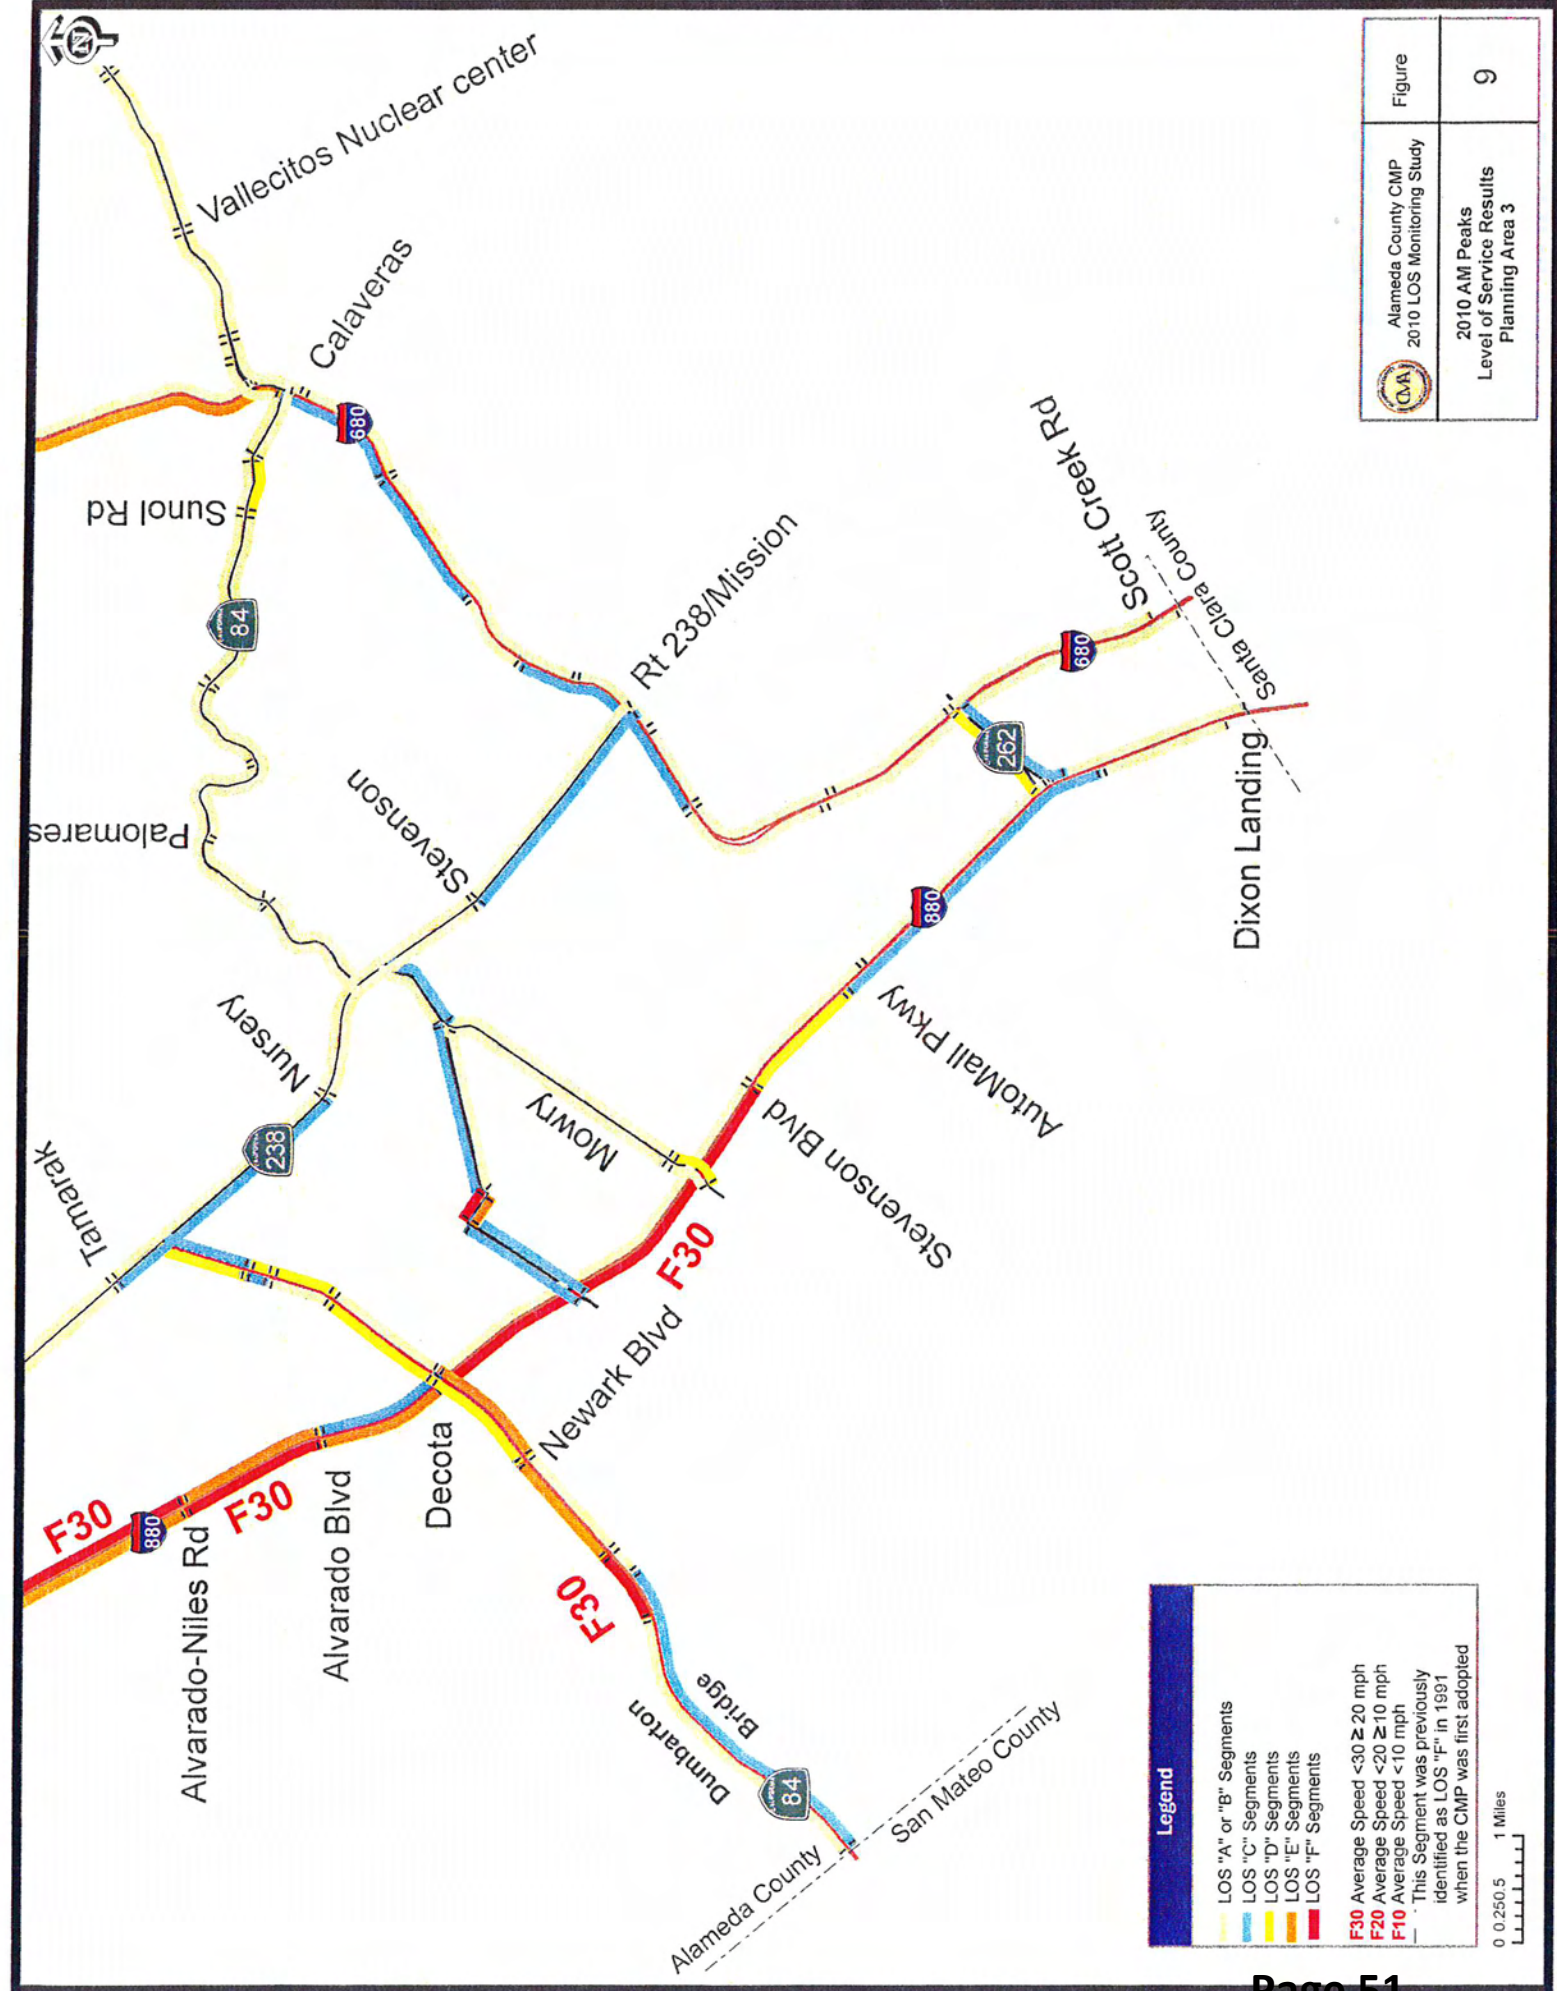 Vallecitos Nuclear center
Calaveras
680
Sunol Rd
84
Palomares
Stevenson
Rt 238/Mission
Scott Creek Rd
Santa Clara County
680
262
Dixon Landing
880
AutoMall Pkwy
Nursery
238
Tamarak
Mowry
Stevenson Blvd
F30
Newark Blvd
Decota
Alvarado Blvd
F30
Alvarado-Niles Rd
880
F30
F30
Dumbarton
Bridge
84
San Mateo County
Alameda County
N
CMA
Alameda County CMP
2010 LOS Monitoring Study
Figure
2010 AM Peaks
Level of Service Results
Planning Area 3
9
Legend
LOS "A" or "B" Segments
LOS "C" Segments
LOS "D" Segments
LOS "E" Segments
LOS "F" Segments
F30 Average Speed <30 ≥ 20 mph
F20 Average Speed <20 ≥ 10 mph
F10 Average Speed <10 mph
This Segment was previously
identified as LOS "F" in 1991
when the CMP was first adopted
0 0.250.5 1 Miles
Page 51